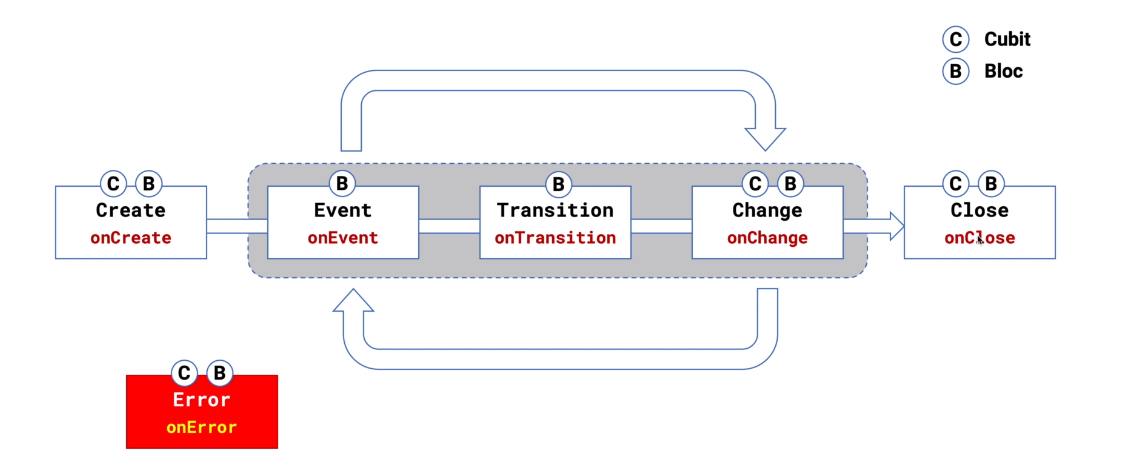 C Cubit
B Bloc
C B
Create
onCreate
B
Event
onEvent
B
Transition
onTransition
C B
Change
onChange
C B
Close
onClose
C B
Error
onError